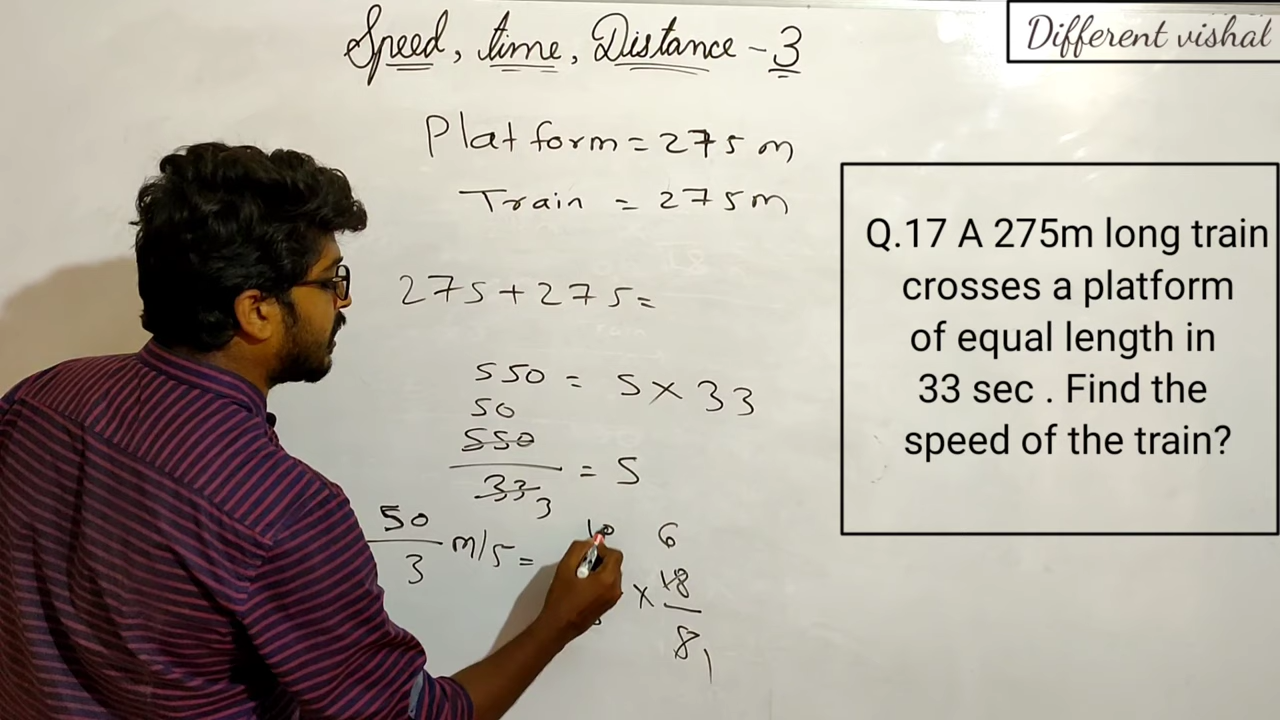 Speed, time, Distance - 3
Different vishal
Platform = 275 m
Train = 275 m
275 + 275 =
550 = S × 33
50
550
33 3
= S
50
3
m/s =
10
6
× 18
Q.17 A 275m long train
crosses a platform
of equal length in
33 sec . Find the
speed of the train?